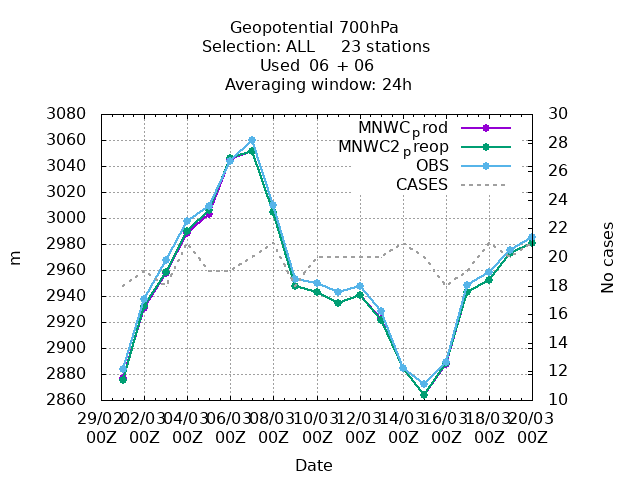 Geopotential 700hPa
Selection: ALL 23 stations
Used 06 + 06
Averaging window: 24h
MNWCprod
MNWC2preop
OBS
CASES
3080
3060
3040
3020
3000
2980
2960
2940
2920
2900
2880
2860
m
30
28
26
24
22
20
18
16
14
12
10
No cases
29/02 02/03 04/03 06/03 08/03 10/03 12/03 14/03 16/03 18/03 20/03
00Z 00Z 00Z 00Z 00Z 00Z 00Z 00Z 00Z 00Z 00Z
Date